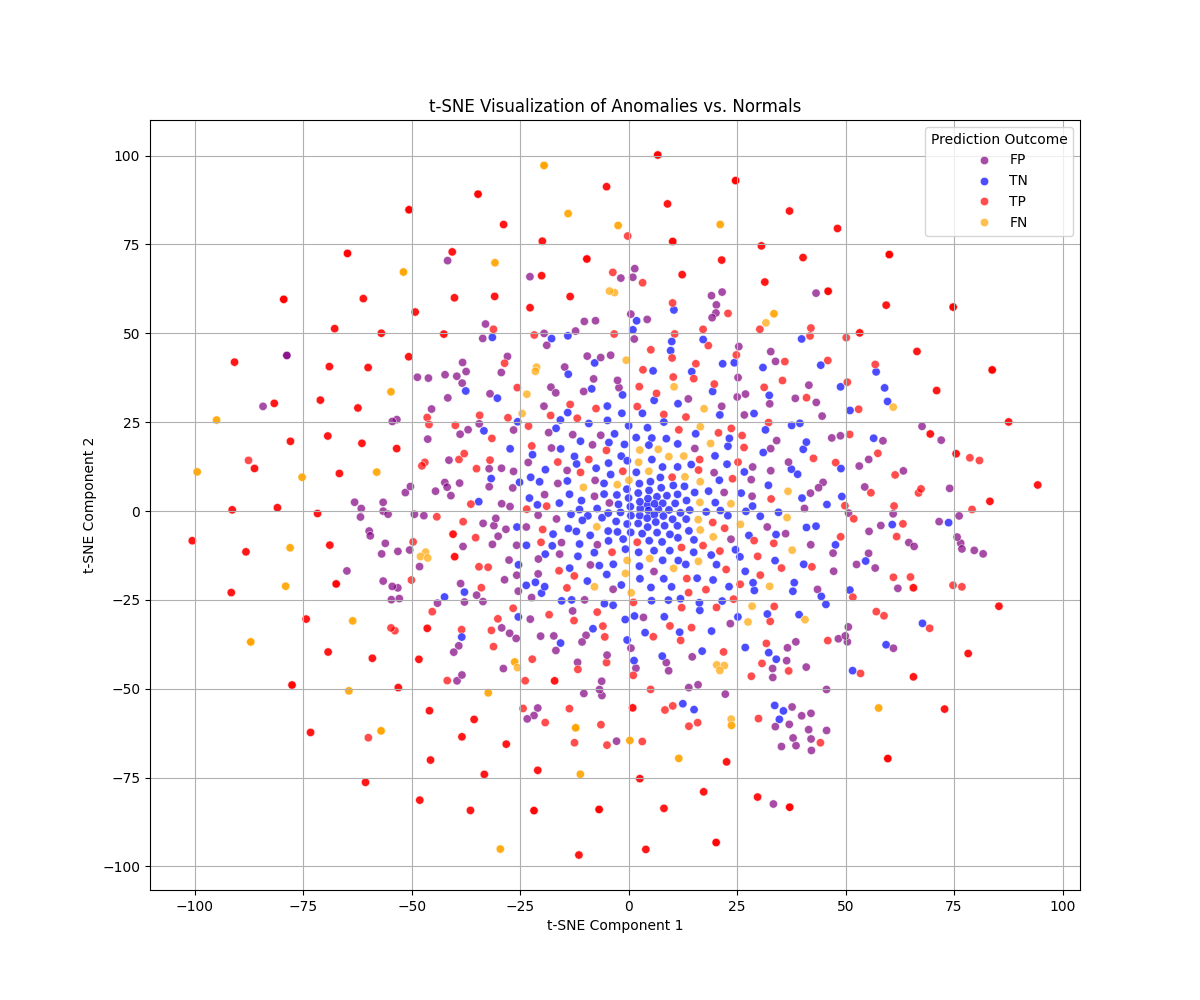 t-SNE Visualization of Anomalies vs. Normals
Prediction Outcome
FP
TN
TP
FN
100
75
50
25
0
−25
−50
−75
−100
t-SNE Component 2
−100 −75 −50 −25 0 25 50 75 100
t-SNE Component 1